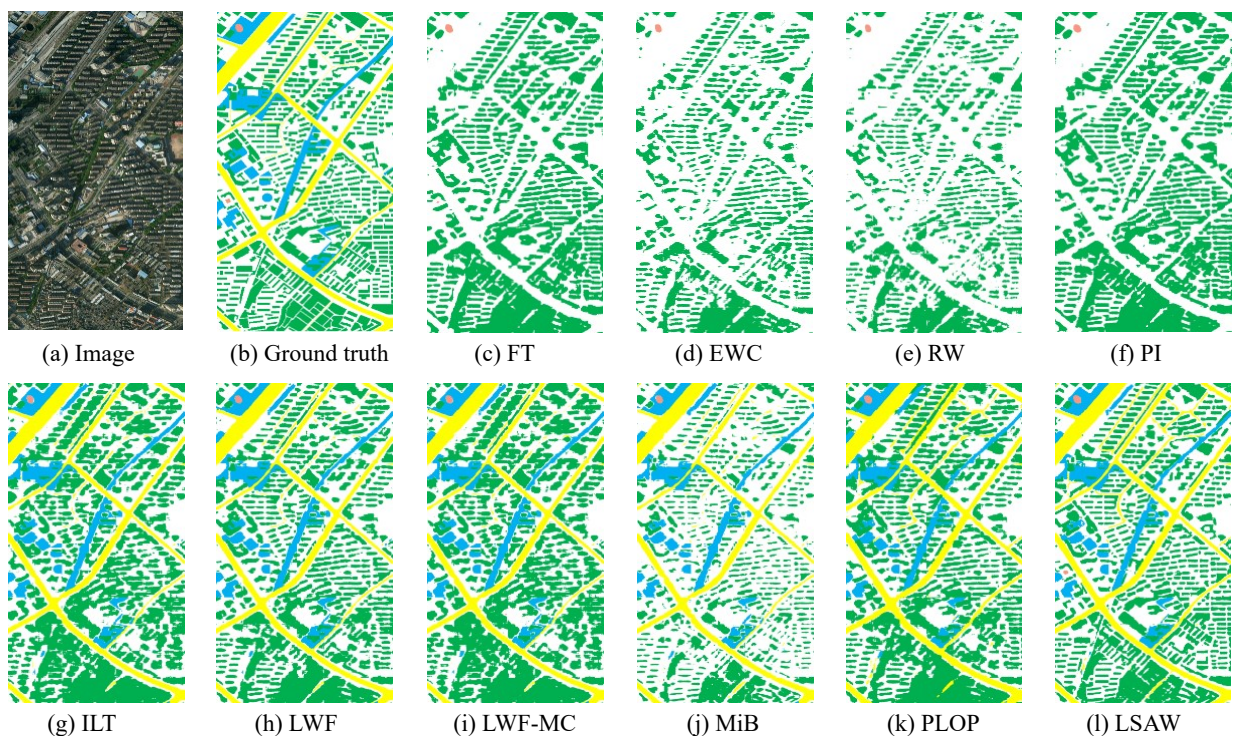 (a) Image
(b) Ground truth
(c) FT
(d) EWC
(e) RW
(f) PI
(g) ILT
(h) LWF
(i) LWF-MC
(j) MiB
(k) PLOP
(l) LSAW